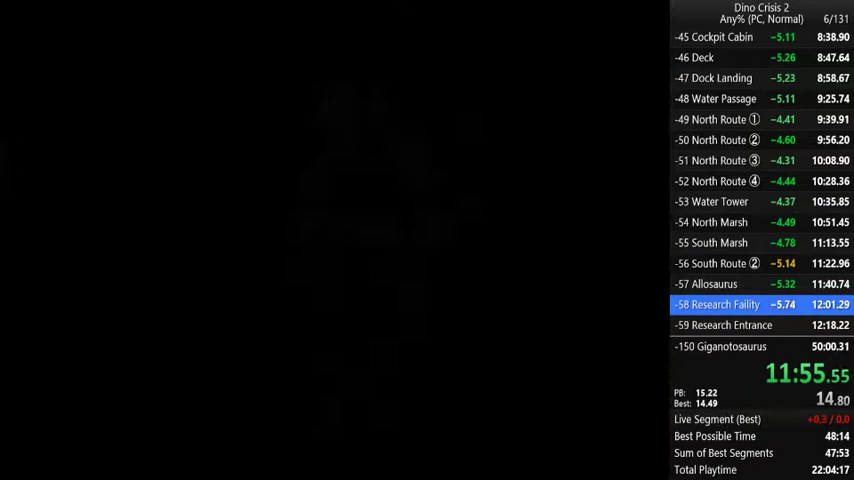 Dino Crisis 2
Any% (PC, Normal) 6/131
-45 Cockpit Cabin −5.11 8:38.90
-46 Deck −5.26 8:47.64
-47 Dock Landing −5.23 8:58.67
-48 Water Passage −5.11 9:25.74
-49 North Route ① −4.41 9:39.91
-50 North Route ② −4.60 9:56.20
-51 North Route ③ −4.31 10:08.90
-52 North Route ④ −4.44 10:28.36
-53 Water Tower −4.37 10:35.85
-54 North Marsh −4.49 10:51.45
-55 South Marsh −4.78 11:13.55
-56 South Route ② −5.14 11:22.96
-57 Allosaurus −5.32 11:40.74
-58 Research Faility −5.74 12:01.29
-59 Research Entrance 12:18.22
-150 Giganotosaurus 50:00.31
11:55.55
PB: 15.22
Best: 14.49 14.80
Live Segment (Best) +0.3 / 0.0
Best Possible Time 48:14
Sum of Best Segments 47:53
Total Playtime 22:04:17